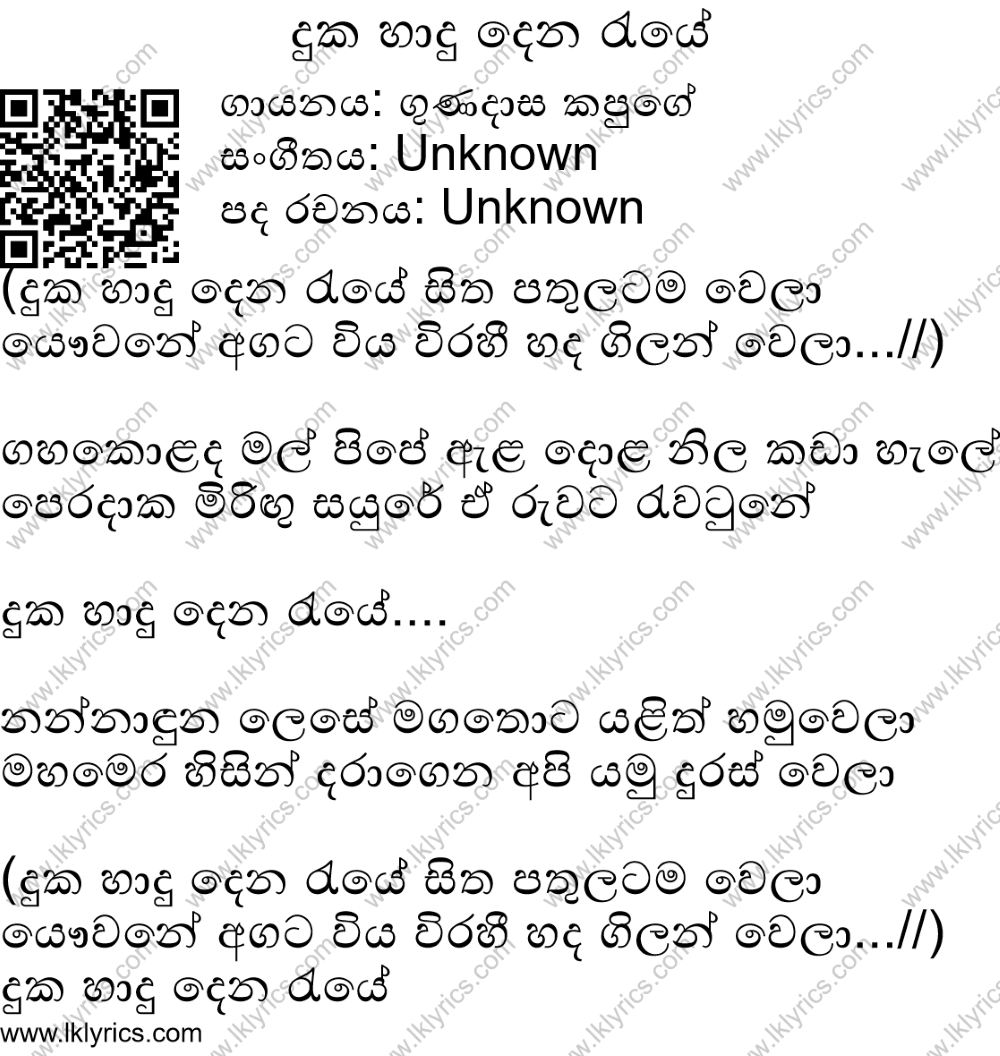 දුක හාදු දෙන රැයේ
ගායනය: ගුණදාස කපුගේ
සංගීතය: Unknown
පද රචනය: Unknown
(දුක හාදු දෙන රැයේ සිත පතුලටම වෙලා
යෞවනේ අගට විය විරහී හද ගිලන් වෙලා...//)
ගහකොළද මල් පිපේ ඇළ දොළ නිල කඩා හැලේ
පෙරදාක මිරිඟු සයුරේ ඒ රුවට රැවටුනේ
දුක හාදු දෙන රැයේ....
නන්නාඳුන ලෙසේ මගතොට යළිත් හමුවෙලා
මහමෙර හිසින් දරාගෙන අපි යමු දුරස් වෙලා
(දුක හාදු දෙන රැයේ සිත පතුලටම වෙලා
යෞවනේ අගට විය විරහී හද ගිලන් වෙලා...//)
දුක හාදු දෙන රැයේ
www.lklyrics.com